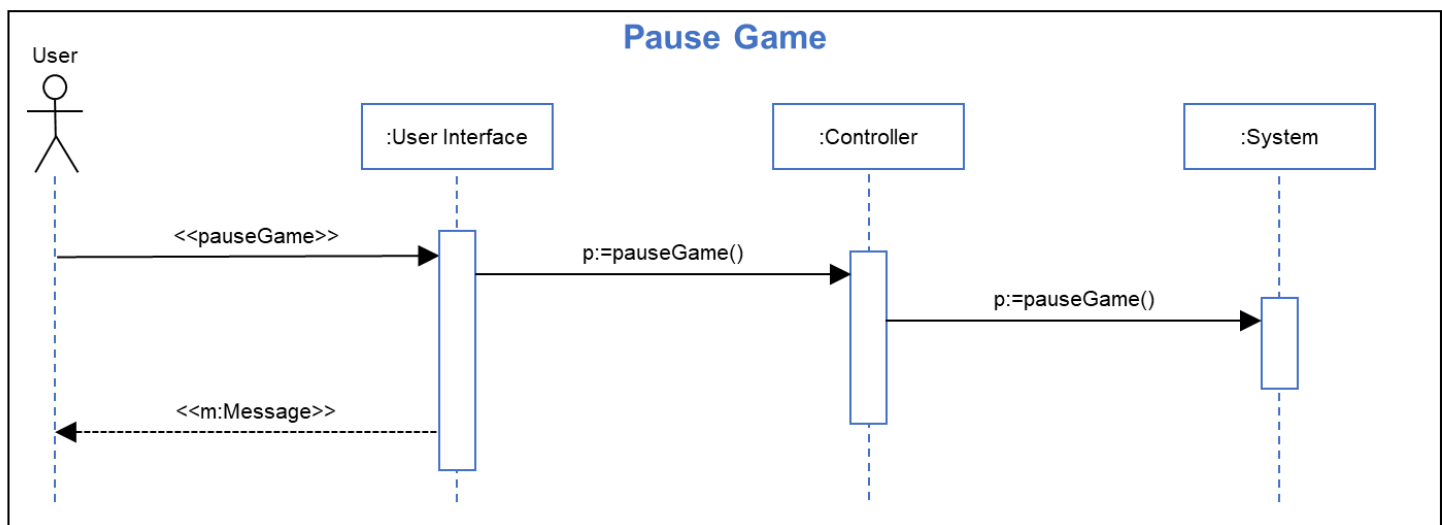 Pause Game
User
:User Interface
:Controller
:System
<<pauseGame>>
p:=pauseGame()
p:=pauseGame()
<<m:Message>>